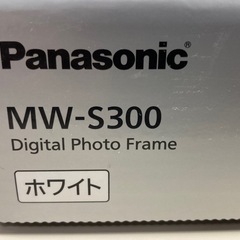 Panasonic
MW-S300
Digital Photo Frame
ホワイト